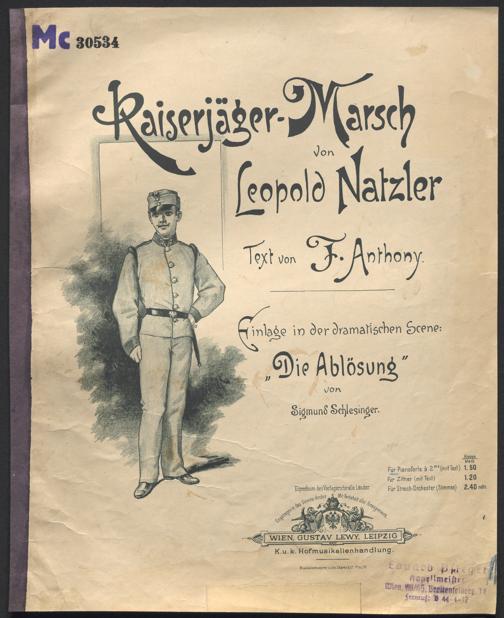 Mc 30534
Kaiserjäger-Marsch
von
Leopold Natzler
Text von F. Anthony.
Einlage in der dramatischen Scene:
„Die Ablösung“
von
Sigmund Schlesinger.
Für Pianoforte à 2ms (mit Text) 1.50
Für Zither (mit Text) 1.20
Für Streich-Orchester (Stimmen) 2.40
Eigenthum des Verlegers für alle Länder
WIEN, GUSTAV LEWY, LEIPZIG
K.u.k. Hofmusikalienhandlung.
Kapellmeister